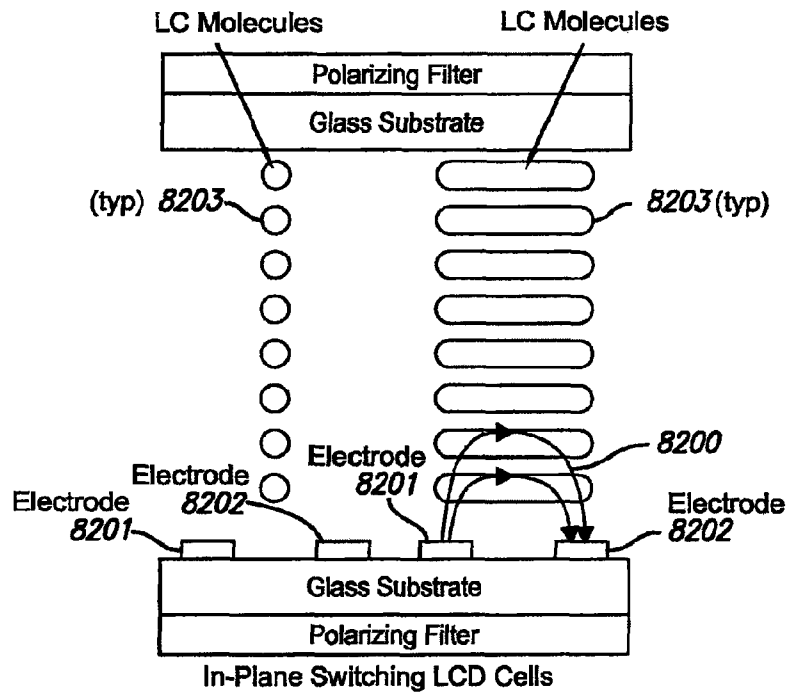 LC Molecules
LC Molecules
Polarizing Filter
Glass Substrate
(typ) 8203
8203 (typ)
8200
Electrode
8201
Electrode
8202
Electrode
8201
Electrode
8202
Glass Substrate
Polarizing Filter
In-Plane Switching LCD Cells